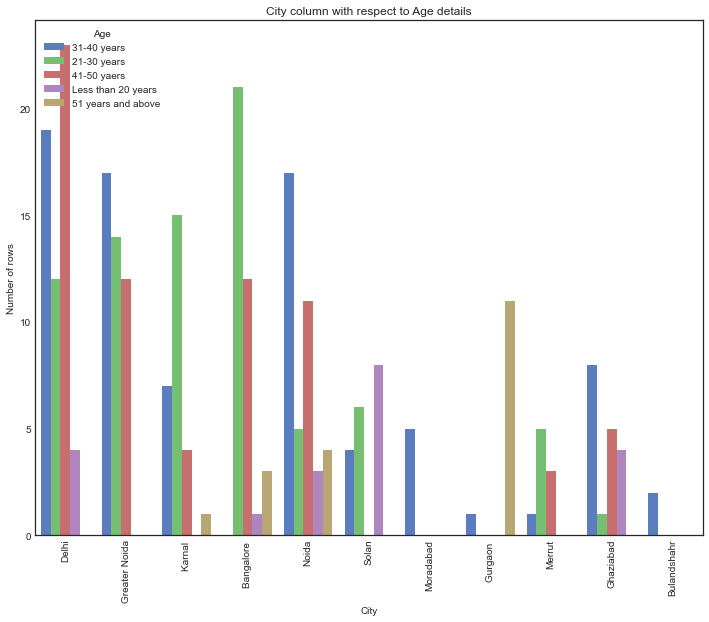 City column with respect to Age details
Age
31-40 years
21-30 years
41-50 yaers
Less than 20 years
51 years and above
Number of rows
20
15
10
5
0
Delhi
Greater Noida
Karnal
Bangalore
Noida
Solan
Moradabad
Gurgaon
Merrut
Ghaziabad
Bulandshahr
City